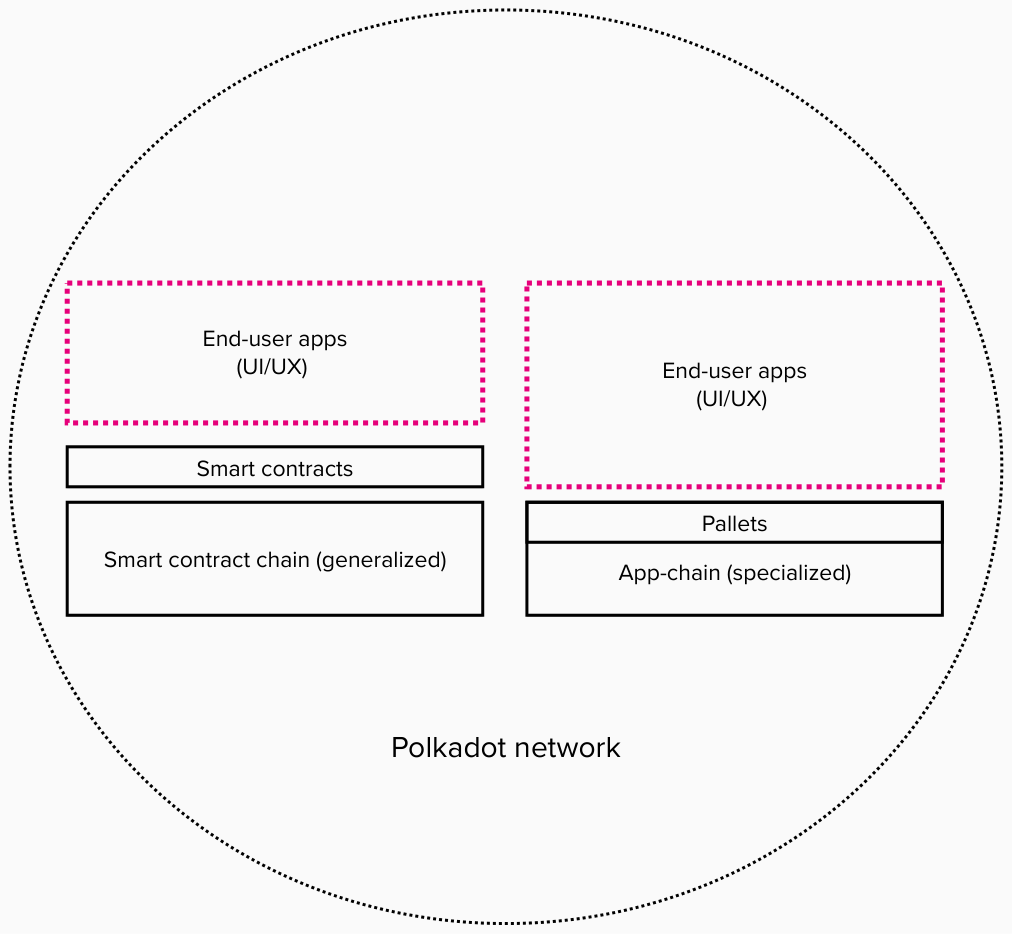 End-user apps
(UI/UX)
Smart contracts
Smart contract chain (generalized)
End-user apps
(UI/UX)
Pallets
App-chain (specialized)
Polkadot network